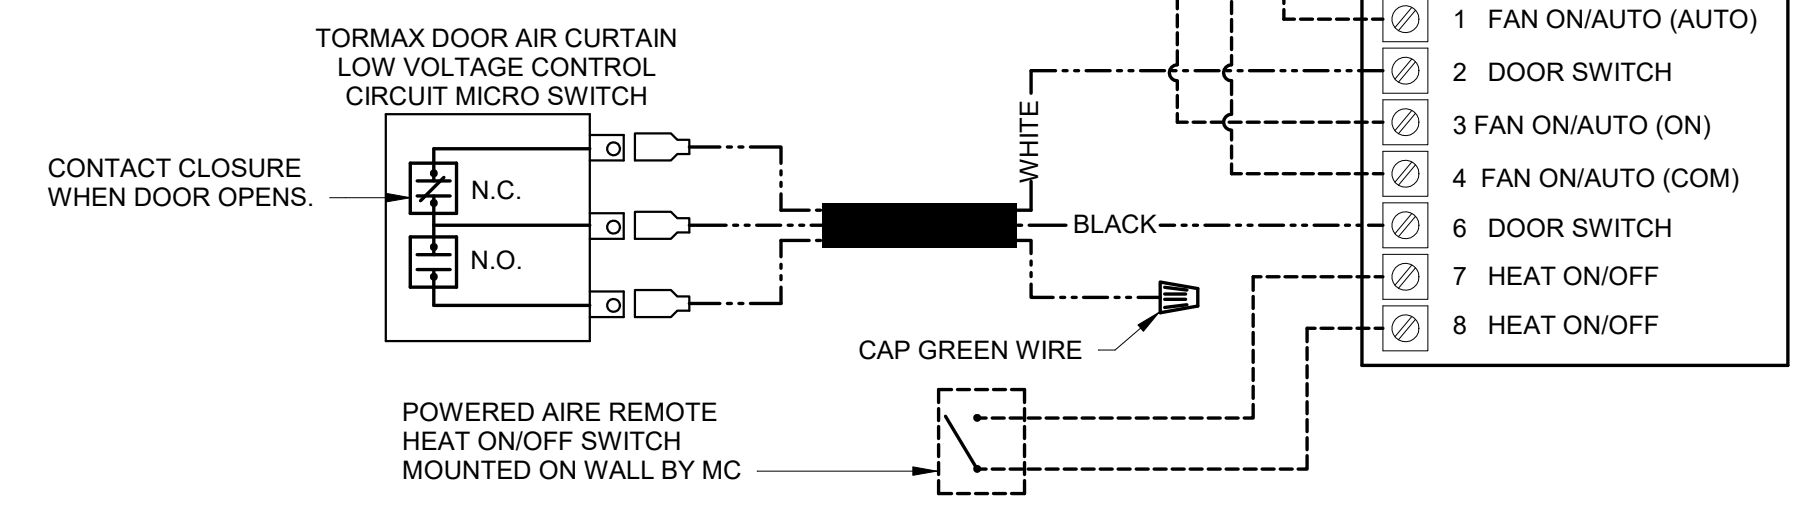 TORMAX DOOR AIR CURTAIN
LOW VOLTAGE CONTROL
CIRCUIT MICRO SWITCH
CONTACT CLOSURE
WHEN DOOR OPENS.
N.C.
N.O.
WHITE
BLACK
CAP GREEN WIRE
POWERED AIRE REMOTE
HEAT ON/OFF SWITCH
MOUNTED ON WALL BY MC
1 FAN ON/AUTO (AUTO)
2 DOOR SWITCH
3 FAN ON/AUTO (ON)
4 FAN ON/AUTO (COM)
6 DOOR SWITCH
7 HEAT ON/OFF
8 HEAT ON/OFF